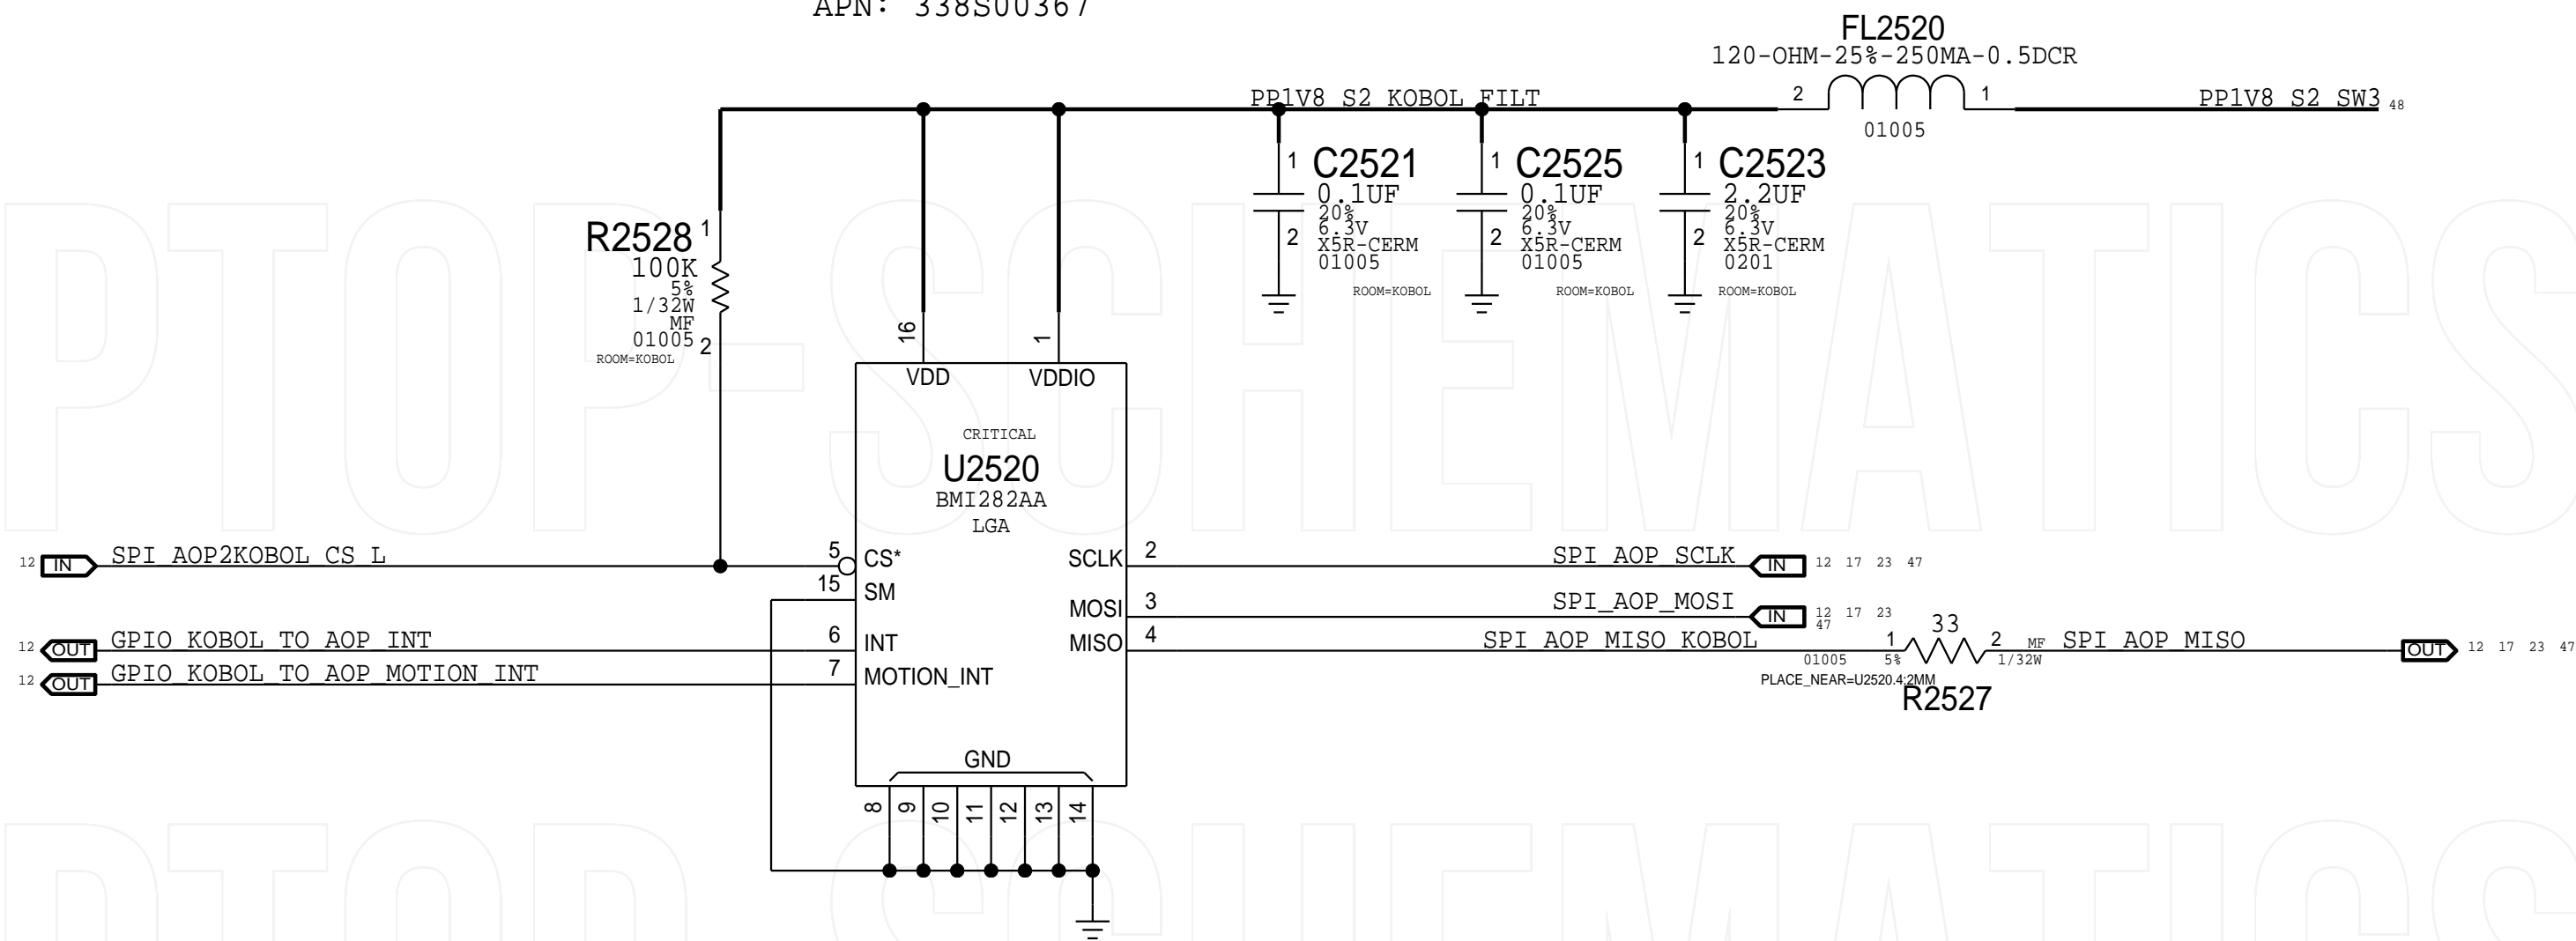 APN: 338S00367
FL2520
120-OHM-25%-250MA-0.5DCR
PP1V8_S2_KOBOL_FILT
2
1
PP1V8_S2_SW3 48
01005
1 C2521
0.1UF
20%
6.3V
2 X5R-CERM
01005
ROOM=KOBOL
1 C2525
0.1UF
20%
6.3V
2 X5R-CERM
01005
ROOM=KOBOL
1 C2523
2.2UF
20%
6.3V
2 X5R-CERM
0201
ROOM=KOBOL
R2528 1
100K
5%
1/32W
MF
01005 2
ROOM=KOBOL
16
1
VDD
VDDIO
CRITICAL
U2520
BMI282AA
LGA
12 IN SPI_AOP2KOBOL_CS_L
5 CS*
15 SM
12 OUT GPIO_KOBOL_TO_AOP_INT
6 INT
12 OUT GPIO_KOBOL_TO_AOP_MOTION_INT
7 MOTION_INT
SCLK 2
SPI_AOP_SCLK IN 12 17 23 47
MOSI 3
SPI_AOP_MOSI IN 12 17 23
47
MISO 4
SPI_AOP_MISO_KOBOL
33
1
2
MF
SPI_AOP_MISO OUT 12 17 23 47
01005 5%
1/32W
PLACE_NEAR=U2520.4:2MM
R2527
GND
8 9 10 11 12 13 14
PTOP-SCHEMATICS
PTOP-SCHEMATICS